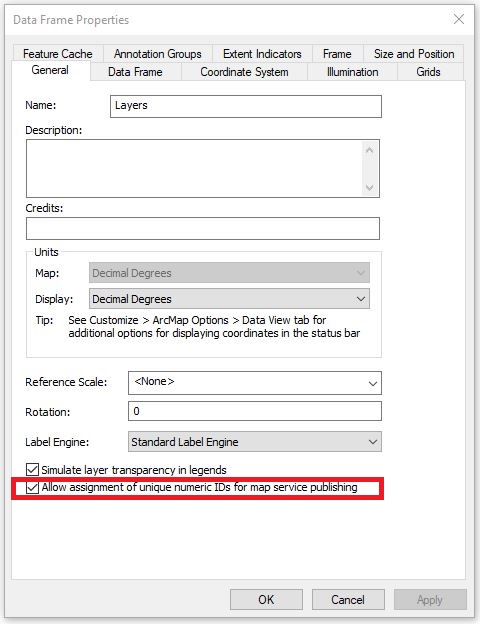 Data Frame Properties
Feature Cache Annotation Groups Extent Indicators Frame Size and Position
General Data Frame Coordinate System Illumination Grids
Name: Layers
Description:
Credits:
Units
Map: Decimal Degrees
Display: Decimal Degrees
Tip: See Customize > ArcMap Options > Data View tab for
additional options for displaying coordinates in the status bar
Reference Scale: <None>
Rotation: 0
Label Engine: Standard Label Engine
Simulate layer transparency in legends
Allow assignment of unique numeric IDs for map service publishing
OK Cancel Apply